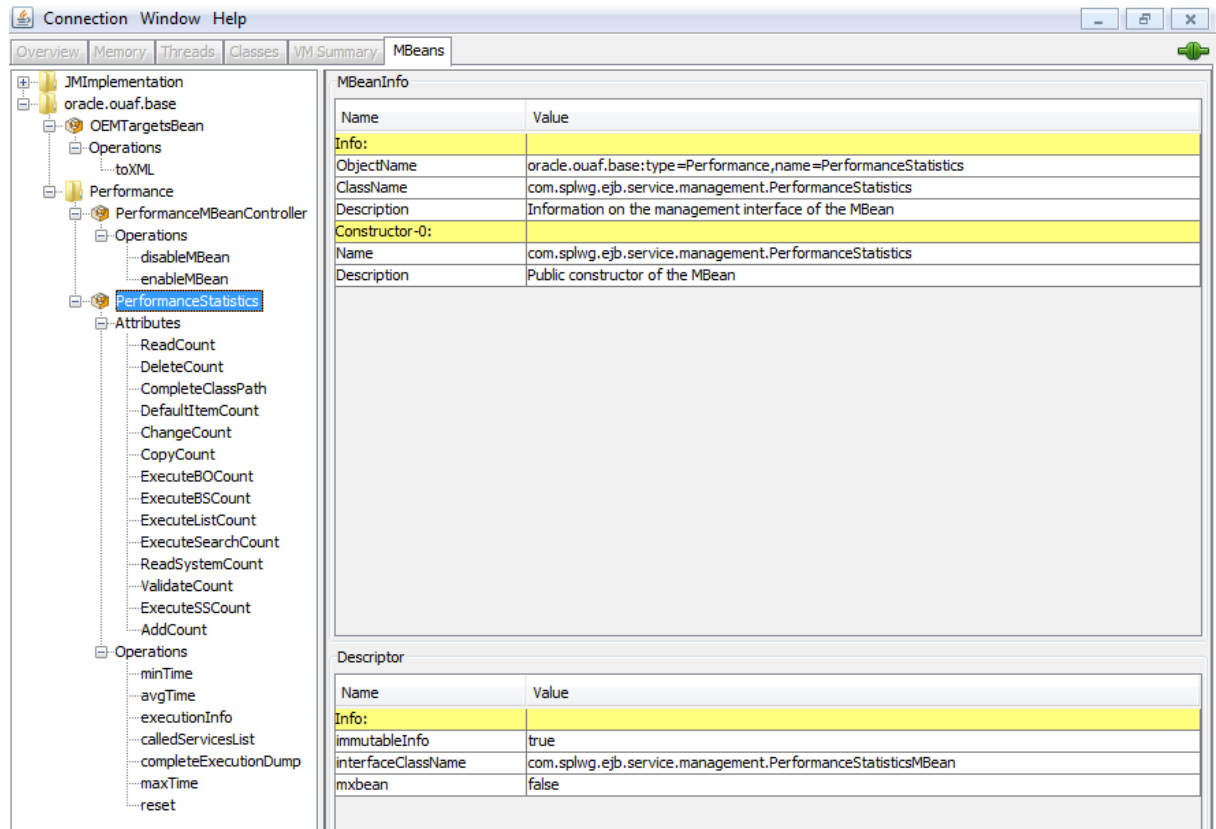 Connection Window Help
Overview Memory Threads Classes VM Summary MBeans
JMImplementation
oracle.ouaf.base
OEMTargetsBean
Operations
toXML
Performance
PerformanceMBeanController
Operations
disableMBean
enableMBean
PerformanceStatistics
Attributes
ReadCount
DeleteCount
CompleteClassPath
DefaultItemCount
ChangeCount
CopyCount
ExecuteBOCount
ExecuteBSCount
ExecuteListCount
ExecuteSearchCount
ReadSystemCount
ValidateCount
ExecuteSSCount
AddCount
Operations
minTime
avgTime
executionInfo
calledServicesList
completeExecutionDump
maxTime
reset
MBeanInfo
Name Value
Info:
ObjectName oracle.ouaf.base:type=Performance,name=PerformanceStatistics
ClassName com.splwg.ejb.service.management.PerformanceStatistics
Description Information on the management interface of the MBean
Constructor-0:
Name com.splwg.ejb.service.management.PerformanceStatistics
Description Public constructor of the MBean
Descriptor
Name Value
Info:
immutableInfo true
interfaceClassName com.splwg.ejb.service.management.PerformanceStatisticsMBean
mxbean false